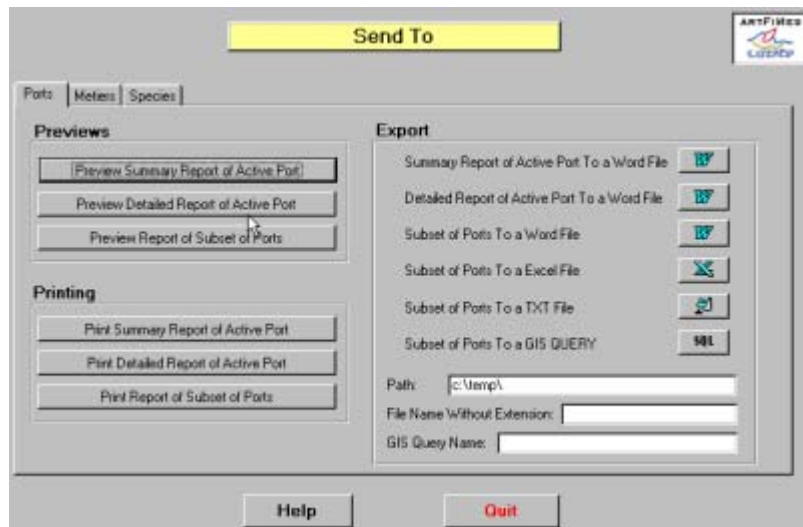 Send To
ARTFIMED
Ports Metiers Species
Previews
Preview Summary Report of Active Port
Preview Detailed Report of Active Port
Preview Report of Subset of Ports
Printing
Print Summary Report of Active Port
Print Detailed Report of Active Port
Print Report of Subset of Ports
Export
Summary Report of Active Port To a Word File
Detailed Report of Active Port To a Word File
Subset of Ports To a Word File
Subset of Ports To a Excel File
Subset of Ports To a TXT File
Subset of Ports To a GIS QUERY SQL
Path: c:\temp\
File Name Without Extension:
GIS Query Name:
Help Quit